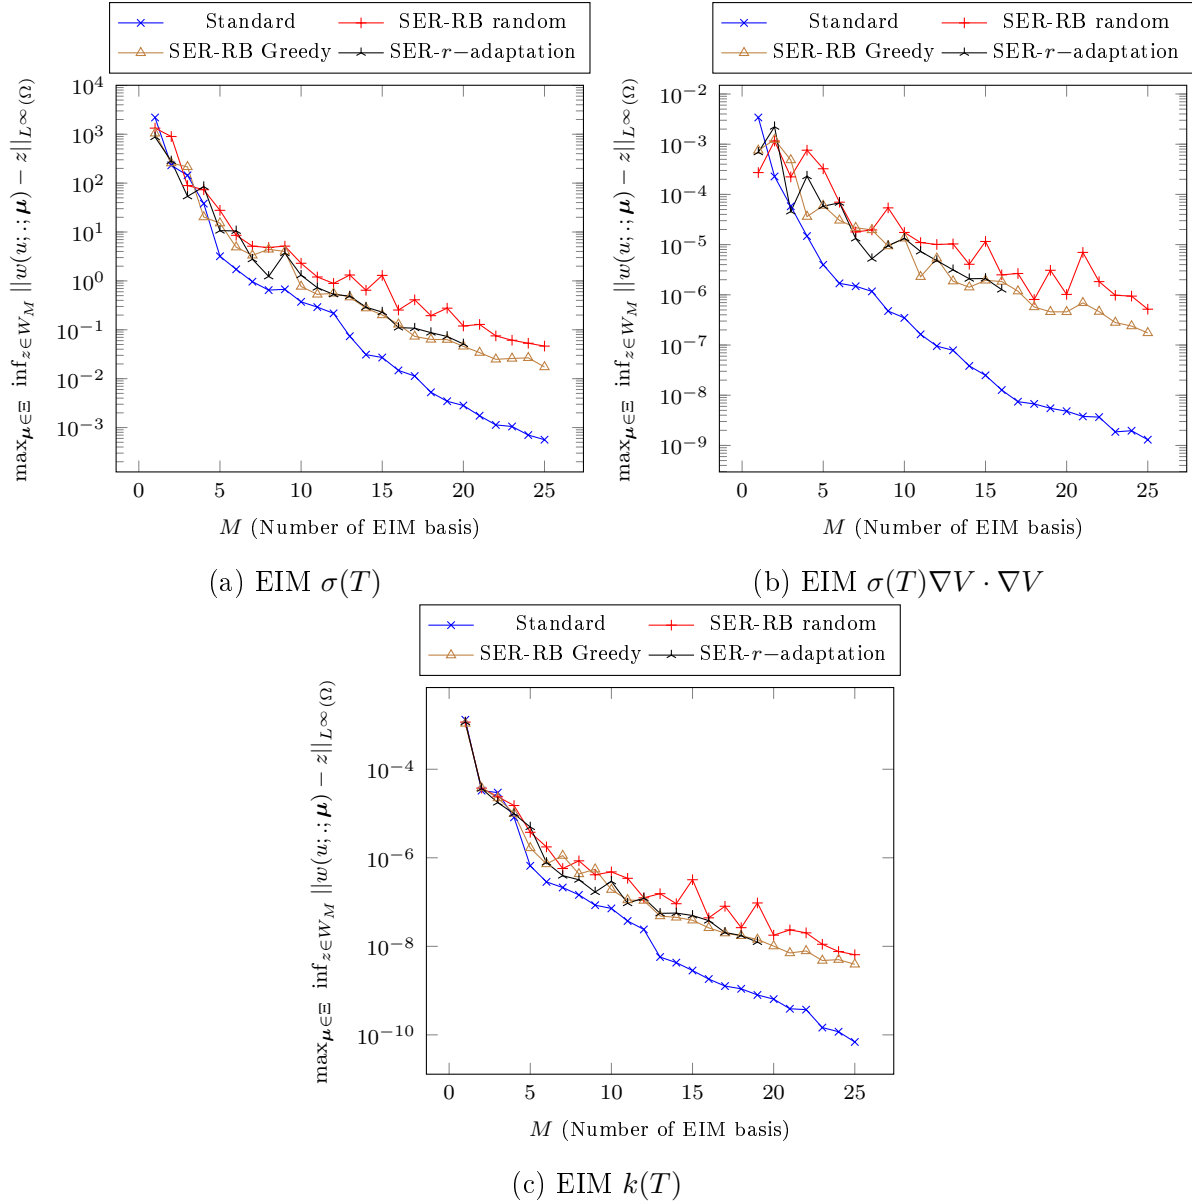 Standard SER-RB random
SER-RB Greedy SER-r−adaptation
10^4
10^3
10^2
10^1
10^0
10^−1
10^−2
10^−3
0 5 10 15 20 25
max_{μ∈Ξ} inf_{z∈W_M} ||w(u; .; μ) − z||_{L^∞(Ω)}
M (Number of EIM basis)
(a) EIM σ(T)
Standard SER-RB random
SER-RB Greedy SER-r−adaptation
10^−2
10^−3
10^−4
10^−5
10^−6
10^−7
10^−8
10^−9
0 5 10 15 20 25
max_{μ∈Ξ} inf_{z∈W_M} ||w(u; .; μ) − z||_{L^∞(Ω)}
M (Number of EIM basis)
(b) EIM σ(T)∇V · ∇V
Standard SER-RB random
SER-RB Greedy SER-r−adaptation
10^−4
10^−6
10^−8
10^−10
0 5 10 15 20 25
max_{μ∈Ξ} inf_{z∈W_M} ||w(u; .; μ) − z||_{L^∞(Ω)}
M (Number of EIM basis)
(c) EIM k(T)